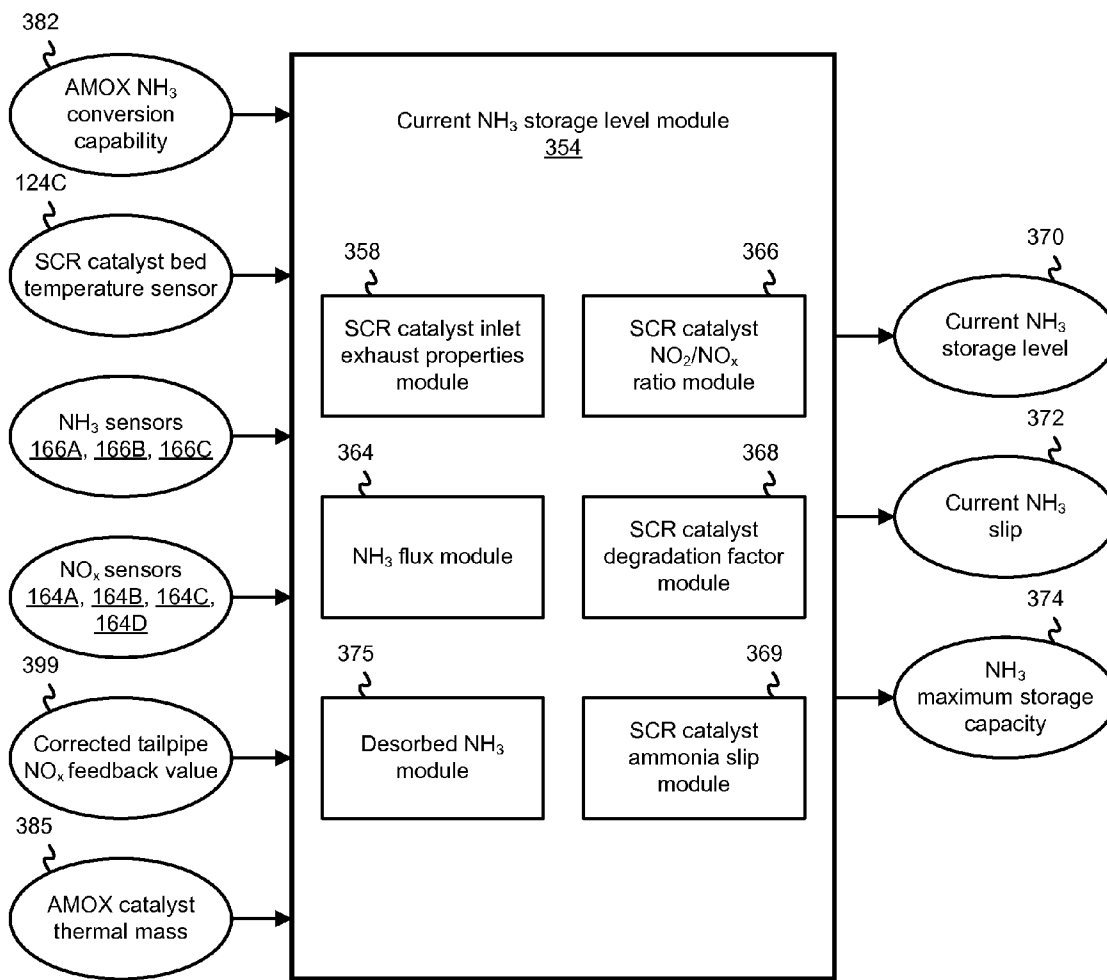 382
AMOX NH3
conversion
capability
124C
SCR catalyst bed
temperature sensor
NH3 sensors
166A, 166B, 166C
NOx sensors
164A, 164B, 164C,
164D
399
Corrected tailpipe
NOx feedback value
385
AMOX catalyst
thermal mass
Current NH3 storage level module
354
358
SCR catalyst inlet
exhaust properties
module
366
SCR catalyst
NO2/NOx
ratio module
364
NH3 flux module
368
SCR catalyst
degradation factor
module
375
Desorbed NH3
module
369
SCR catalyst
ammonia slip
module
370
Current NH3
storage level
372
Current NH3
slip
374
NH3
maximum storage
capacity